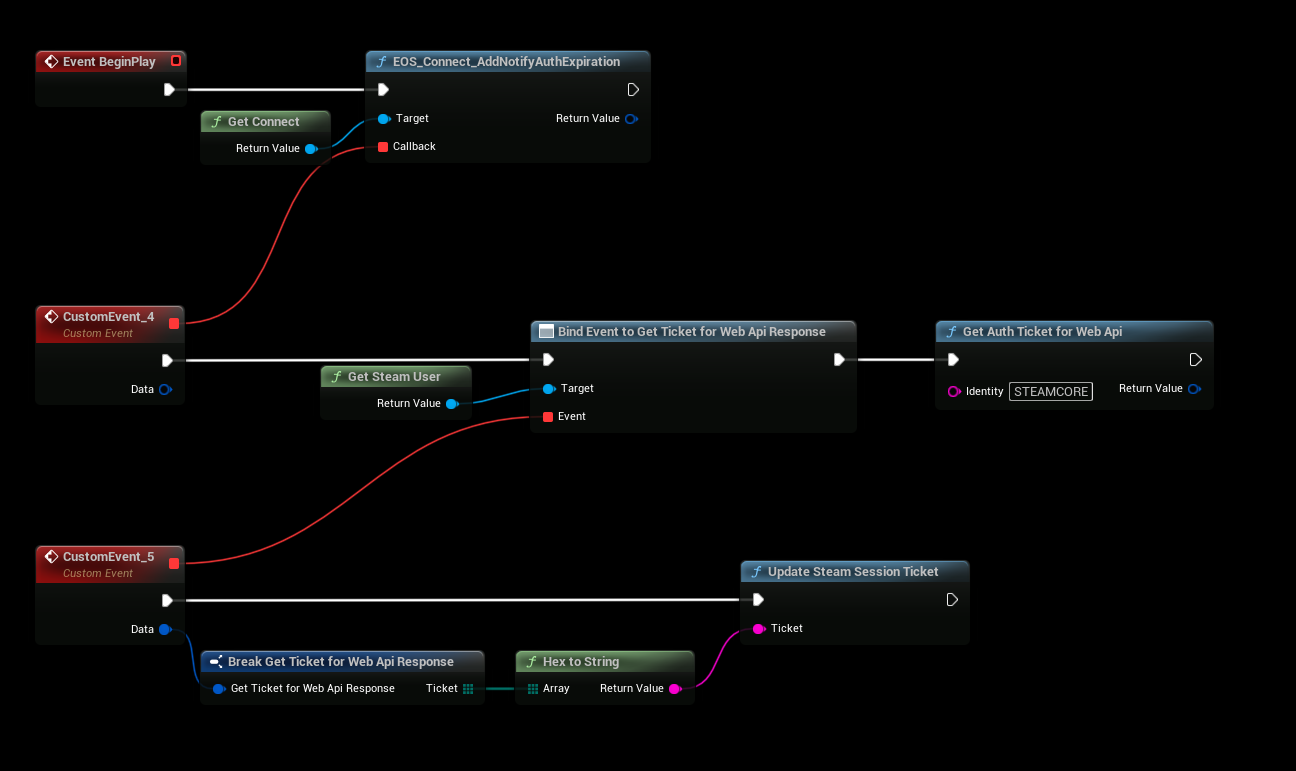 Event BeginPlay
EOS_Connect_AddNotifyAuthExpiration
Get Connect
Target
Return Value
Return Value
Callback
CustomEvent_4
Custom Event
Bind Event to Get Ticket for Web Api Response
Get Auth Ticket for Web Api
Get Steam User
Data
Target
Identity STEAMCORE
Return Value
Return Value
Event
CustomEvent_5
Custom Event
Update Steam Session Ticket
Data
Ticket
Break Get Ticket for Web Api Response
Hex to String
Get Ticket for Web Api Response
Ticket
Array
Return Value